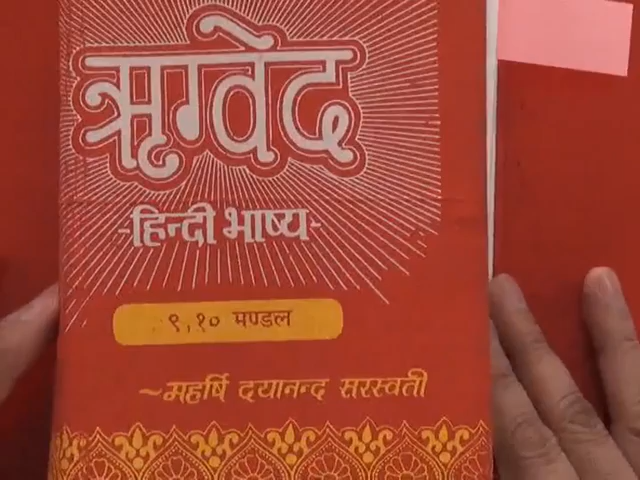 ऋग्वेद
-हिन्दी भाष्य-
९,१० मण्डल
~महर्षि दयानन्द सरस्वती